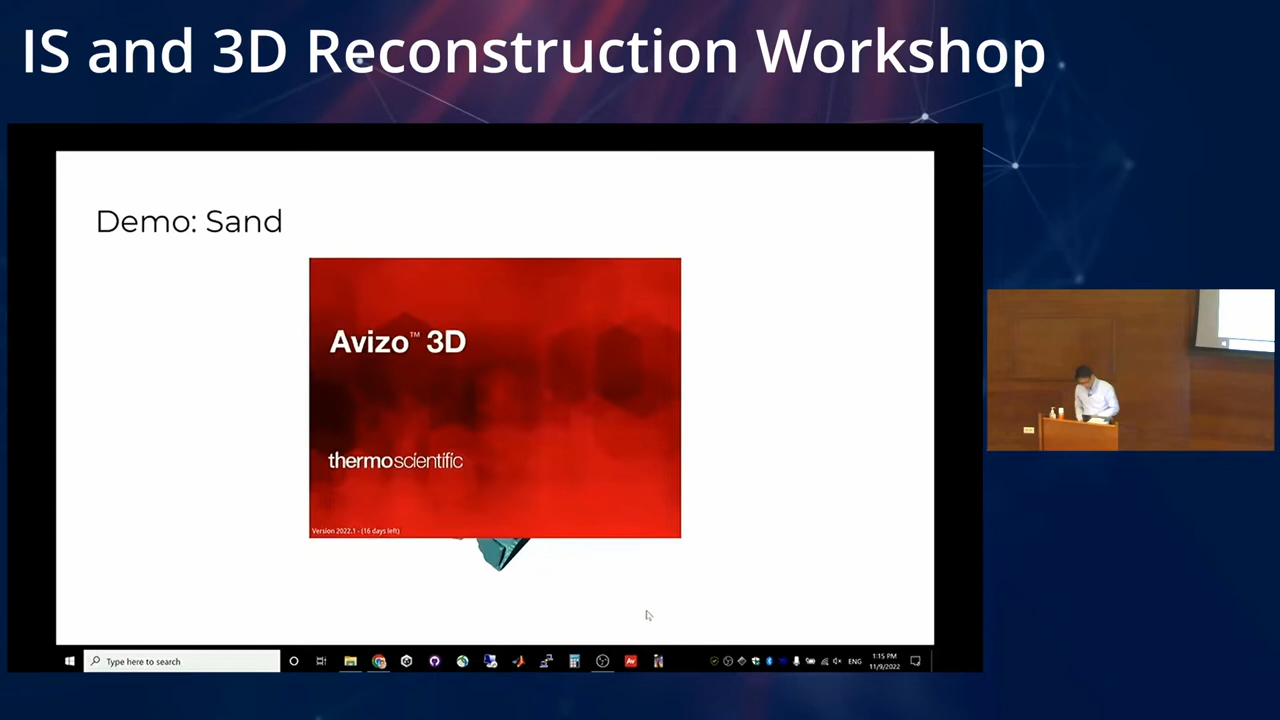 IS and 3D Reconstruction Workshop
Demo: Sand
Avizo™ 3D
thermoscientific
Version 2022.1 - (16 days left)
Type here to search
Av
ENG
1:15 PM
11/9/2022